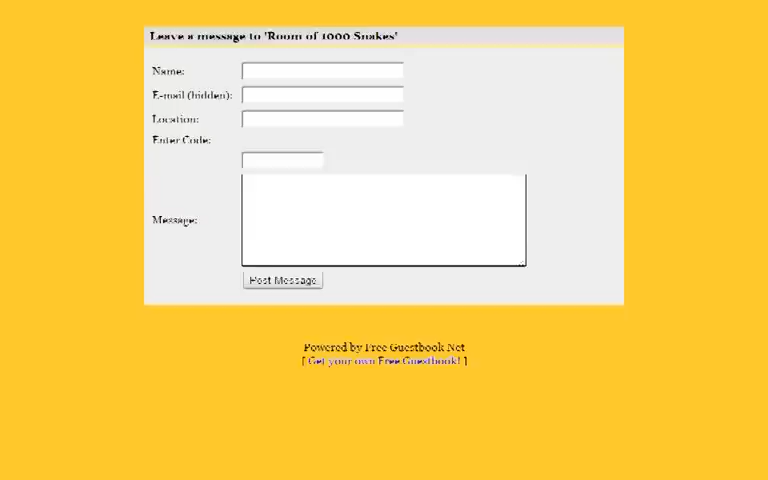 Leave a message to 'Room of 1000 Snakes'
Name:
E-mail (hidden):
Location:
Enter Code:
Message:
Post Message
Powered by Free Guestbook Net
[ Get your own Free Guestbook! ]